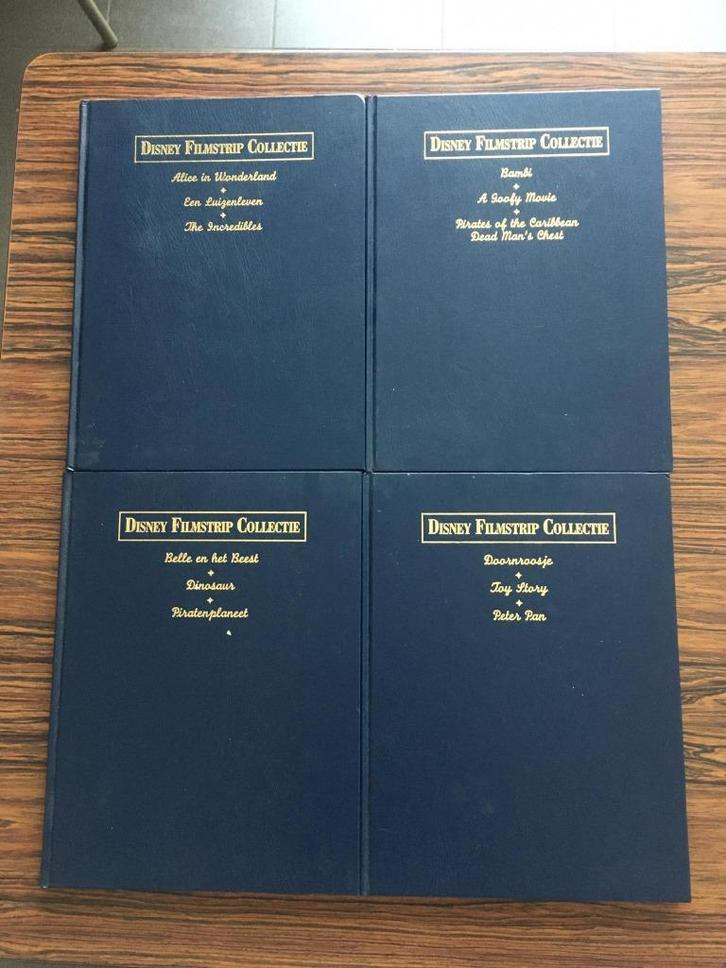 DISNEY FILMSTRIP COLLECTIE
Alice in Wonderland
Een Luizenleven
The Incredibles
DISNEY FILMSTRIP COLLECTIE
Bambi
A Goofy Movie
Pirates of the Caribbean
Dead Man's Chest
DISNEY FILMSTRIP COLLECTIE
Belle en het Beest
Dinosaur
Piratenplaneet
DISNEY FILMSTRIP COLLECTIE
Doornroosje
Toy Story
Peter Pan